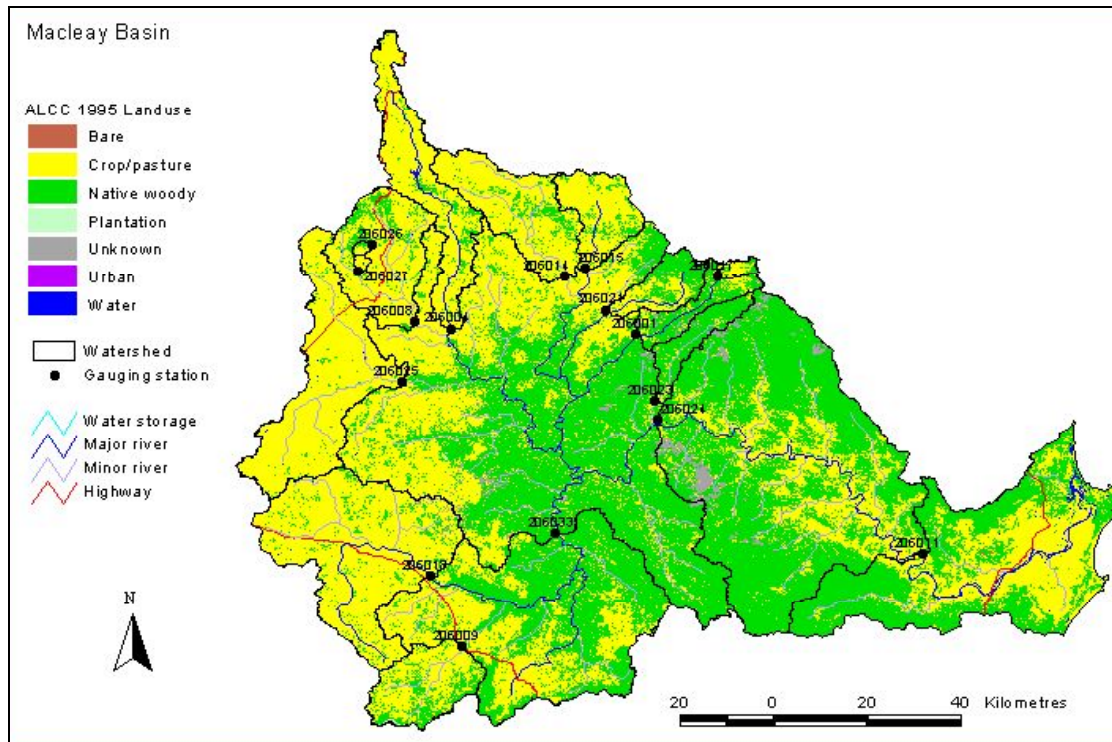 Macleay Basin
ALCC 1995 Landuse
Bare
Crop/pasture
Native woody
Plantation
Unknown
Urban
Water
Watershed
Gauging station
Water storage
Major river
Minor river
Highway
N
206026
206027
206008
206004
206014
206015
206021
206001
206025
206023
206024
206033
206018
206009
206011
20 0 20 40 Kilometres